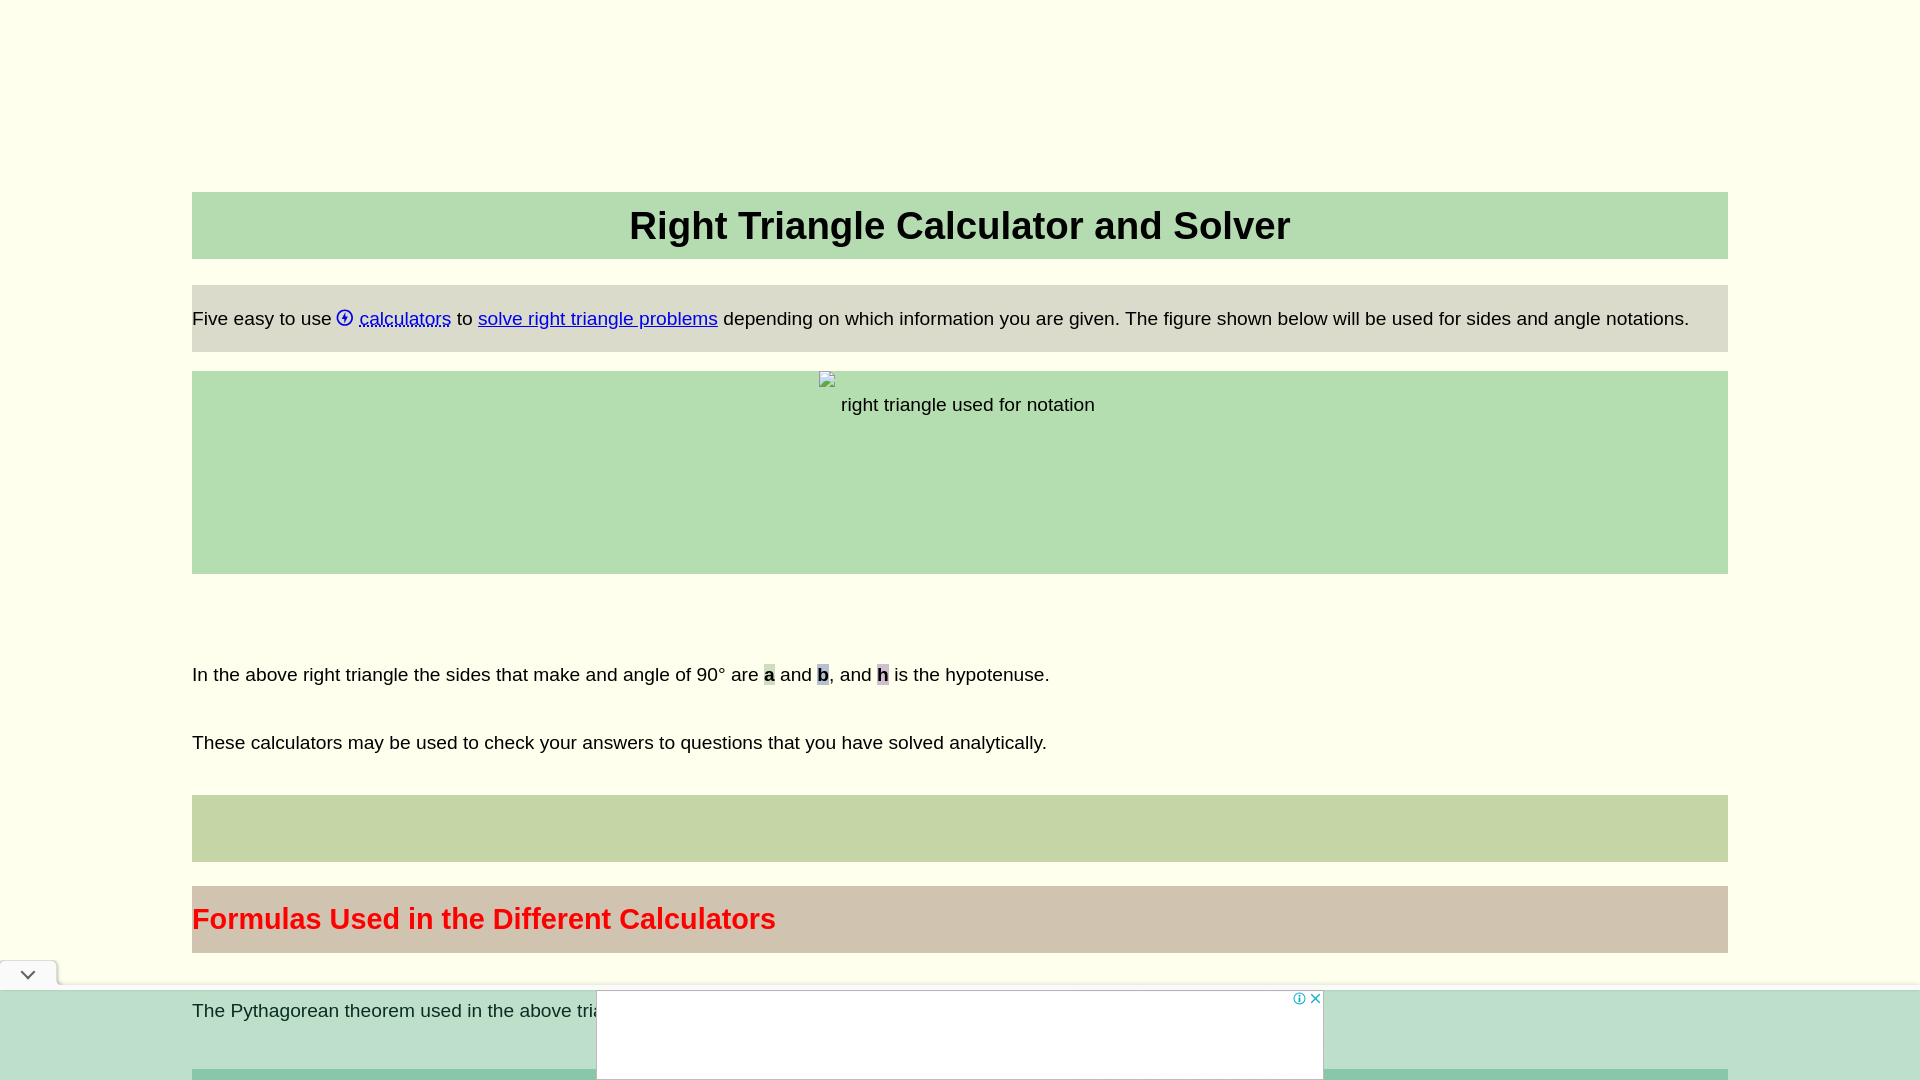 Right Triangle Calculator and Solver
Five easy to use calculators to solve right triangle problems depending on which information you are given. The figure shown below will be used for sides and angle notations.
right triangle used for notation
In the above right triangle the sides that make and angle of 90° are a and b, and h is the hypotenuse.
These calculators may be used to check your answers to questions that you have solved analytically.
Formulas Used in the Different Calculators
The Pythagorean theorem used in the above tria